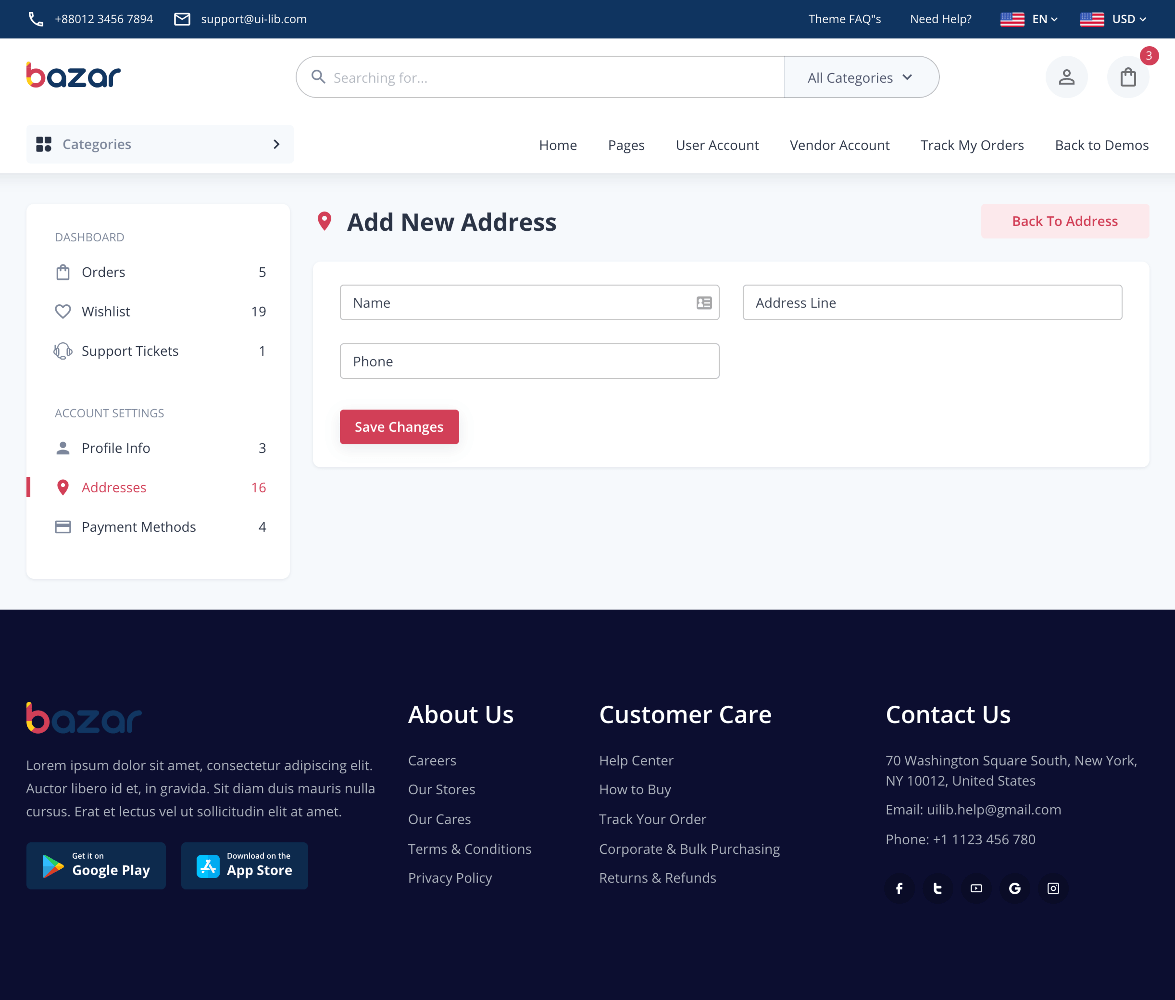 +88012 3456 7894
support@ui-lib.com
Theme FAQ"s
Need Help?
EN
USD
bazar
Searching for...
All Categories
3
Categories
Home
Pages
User Account
Vendor Account
Track My Orders
Back to Demos
DASHBOARD
Orders 5
Wishlist 19
Support Tickets 1
ACCOUNT SETTINGS
Profile Info 3
Addresses 16
Payment Methods 4
Add New Address
Back To Address
Name
Address Line
Phone
Save Changes
bazar
Lorem ipsum dolor sit amet, consectetur adipiscing elit.
Auctor libero id et, in gravida. Sit diam duis mauris nulla
cursus. Erat et lectus vel ut sollicitudin elit at amet.
Get it on
Google Play
Download on the
App Store
About Us
Careers
Our Stores
Our Cares
Terms & Conditions
Privacy Policy
Customer Care
Help Center
How to Buy
Track Your Order
Corporate & Bulk Purchasing
Returns & Refunds
Contact Us
70 Washington Square South, New York,
NY 10012, United States
Email: uilib.help@gmail.com
Phone: +1 1123 456 780